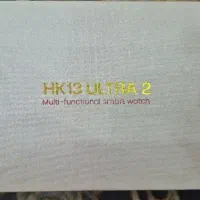 HK13 ULTRA 2
Multi-functional smart watch